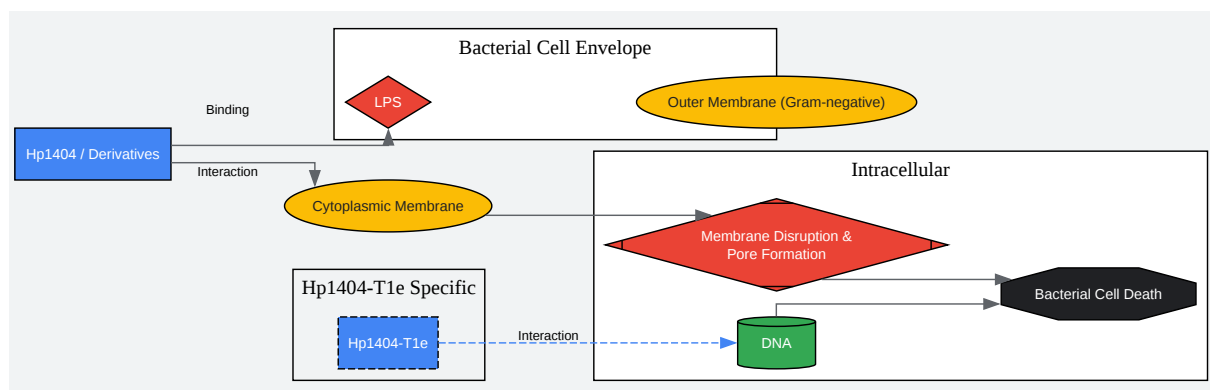 Bacterial Cell Envelope
LPS
Outer Membrane (Gram-negative)
Binding
Hp1404 / Derivatives
Interaction
Cytoplasmic Membrane
Intracellular
Membrane Disruption &
Pore Formation
Bacterial Cell Death
Hp1404-T1e Specific
Hp1404-T1e
Interaction
DNA